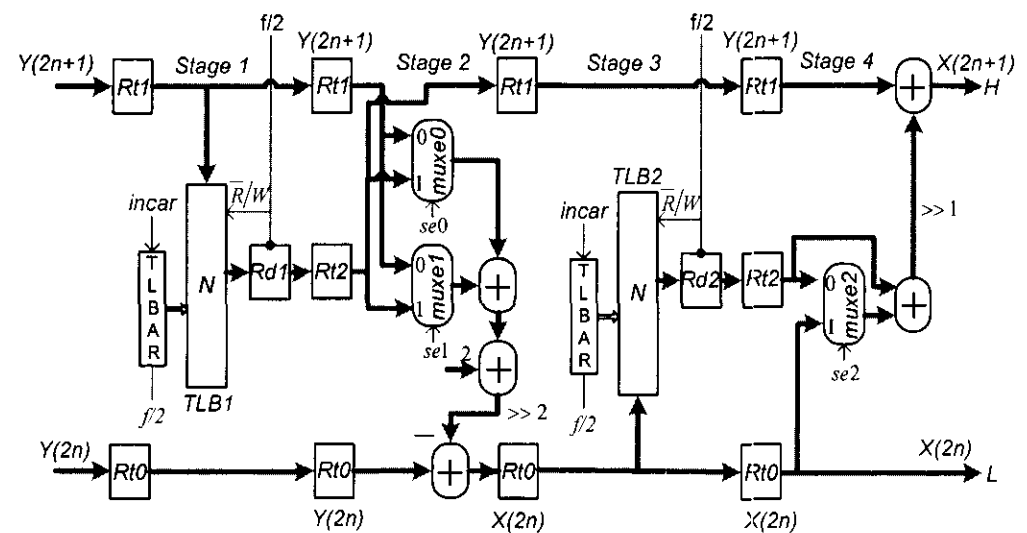 f/2
f/2
Y(2n+1)
Stage 1
Y(2n+1)
Stage 2
Y(2n+1)
Stage 3
Y(2n+1)
Stage 4
X(2n+1)
Rt1
Rt1
Rt1
Rt1
+
H
0
1
muxe0
se0
TLB2
R/W
R/W
>> 1
incar
incar
TLBAR
N
Rd1
Rt2
0
1
muxe1
se1
+
2
+
TLBAR
N
Rd2
Rt2
0
1
muxe2
se2
+
f/2
TLB1
>> 2
f/2
−
Y(2n)
Rt0
Rt0
+
Rt0
Rt0
X(2n)
L
Y(2n)
X(2n)
X(2n)